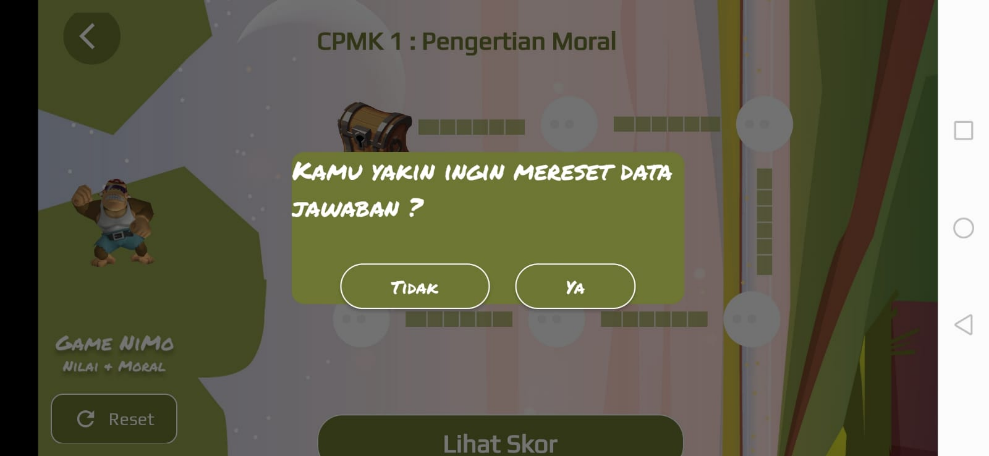 CPMK 1 : Pengertian Moral
Kamu yakin ingin mereset data
jawaban ?
Tidak
Ya
Game NiMo
Nilai + Moral
Reset
Lihat Skor